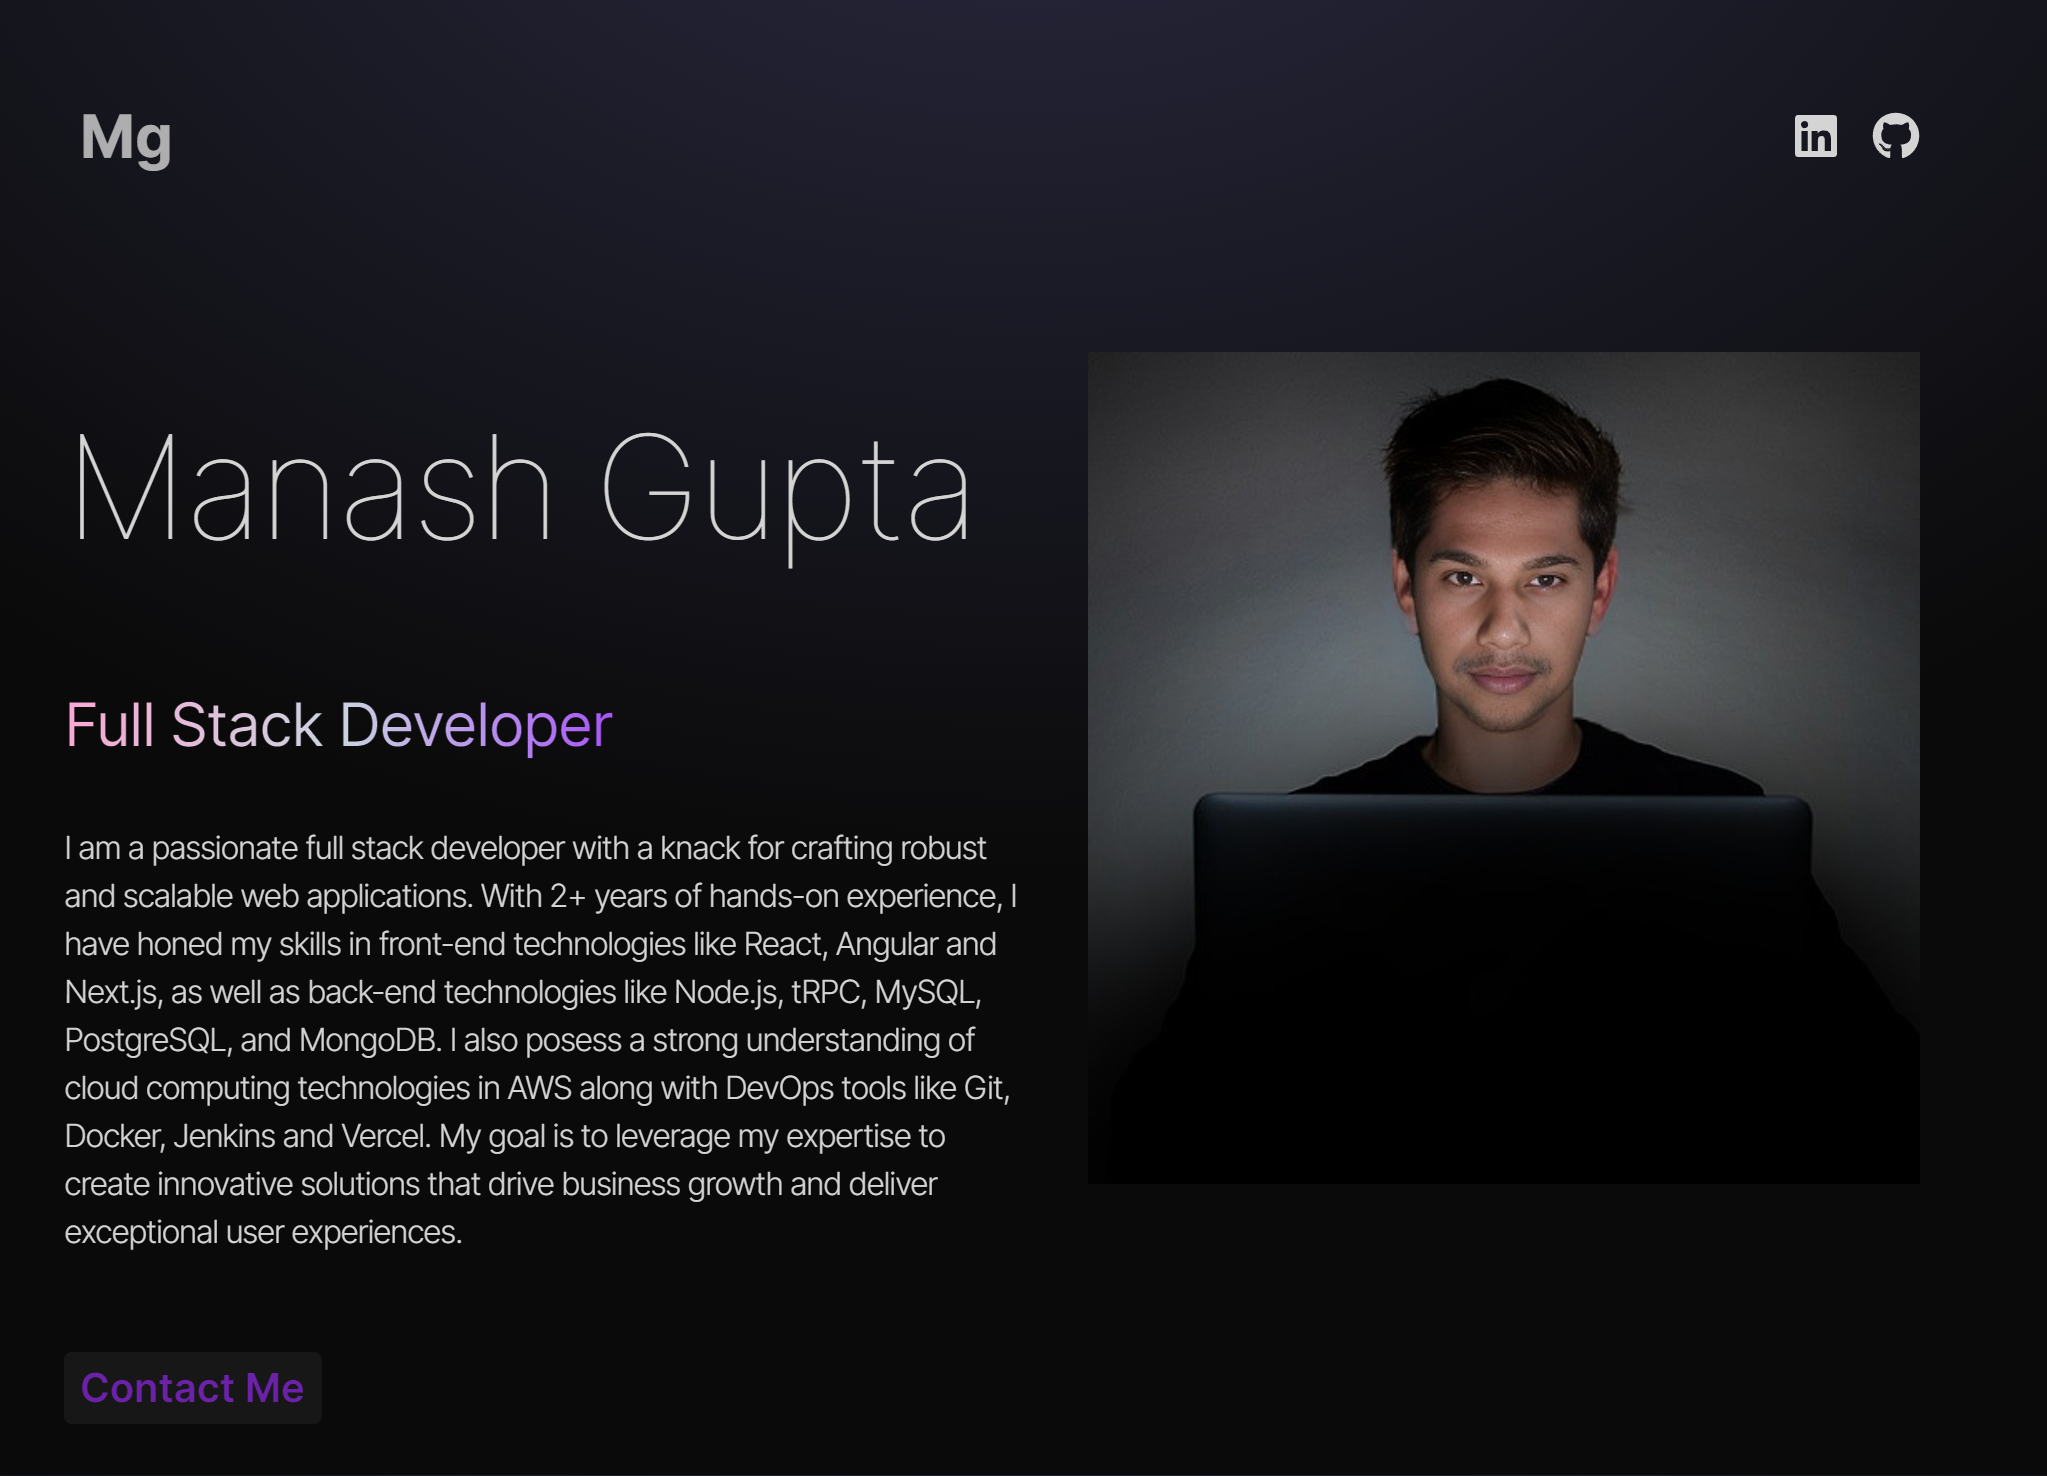 Mg
in
Manash Gupta
Full Stack Developer
I am a passionate full stack developer with a knack for crafting robust
and scalable web applications. With 2+ years of hands-on experience, I
have honed my skills in front-end technologies like React, Angular and
Next.js, as well as back-end technologies like Node.js, tRPC, MySQL,
PostgreSQL, and MongoDB. I also posess a strong understanding of
cloud computing technologies in AWS along with DevOps tools like Git,
Docker, Jenkins and Vercel. My goal is to leverage my expertise to
create innovative solutions that drive business growth and deliver
exceptional user experiences.
Contact Me